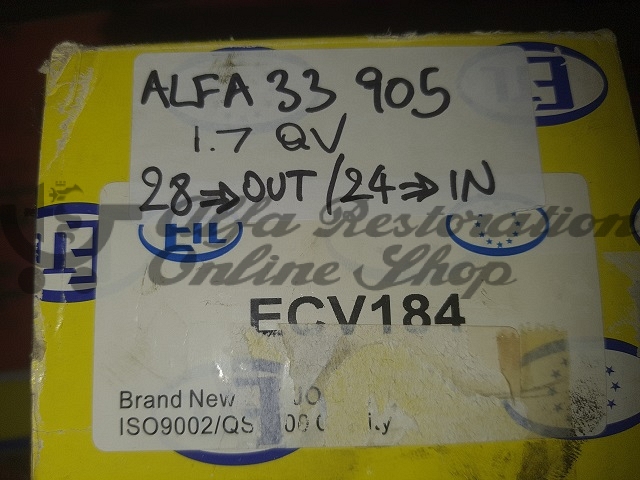 ALFA 33 905
1.7 QV
28⇒OUT/24⇒IN
EIL
Alfa Restoration
Online Shop
ECV184
Brand New
ISO9002/QS